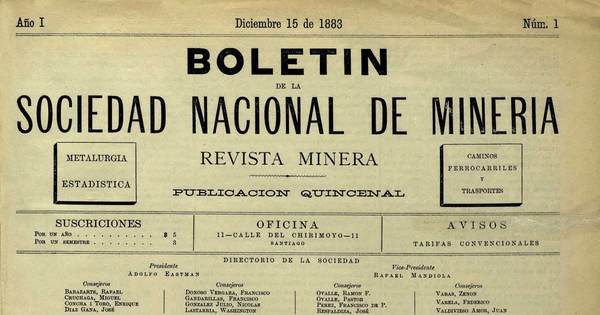 Año I Diciembre 15 de 1883 Núm. 1
BOLETIN
DE LA
SOCIEDAD NACIONAL DE MINERIA
METALURGIA
ESTADISTICA
REVISTA MINERA
PUBLICACION QUINCENAL
CAMINOS
FERROCARRILES
Y
TRASPORTES
SUSCRICIONES
POR UN AÑO . . . . . . . . . . $ 5
POR UN SEMESTRE . . . . . . . . 3
OFICINA
11—CALLE DEL CHIRIMOYO—11
SANTIAGO
AVISOS
TARIFAS CONVENCIONALES
DIRECTORIO DE LA SOCIEDAD
Presidente
ADOLFO EASTMAN
Vice-Presidente
RAFAEL MANDIOLA
Consejeros
BARAZARTE, RAFAEL
CRUCHAGA, MIGUEL
CONCHA I TORO, ENRIQUE
DIAZ GANA, JOSÉ
Consejeros
DONOSO VERGARA, FRANCISCO
GANDARILLAS, FRANCISCO
GONZALEZ JULIO, NICOLAS
LASTARRIA, WASHINGTON
Consejeros
OVALLE, RAMON F.
OVALLE, PASTOR
PEREZ, FRANCISCO DE P.
RESPALDIZA, JOSÉ
Consejeros
VARAS, ZENON
VARELA, FEDERICO
VALDIVIESO AMOR, JUAN